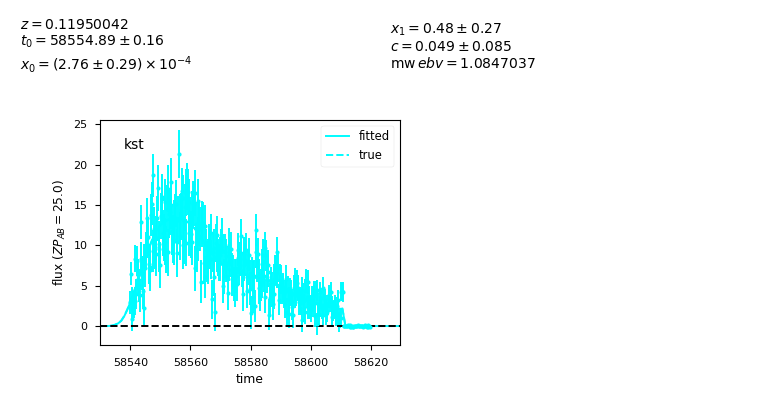 z = 0.11950042
t₀ = 58554.89 ± 0.16
x₀ = (2.76 ± 0.29) × 10⁻⁴
x₁ = 0.48 ± 0.27
c = 0.049 ± 0.085
mw ebv = 1.0847037
kst
fitted
true
flux (ZP_AB = 25.0)
25
20
15
10
5
0
58540 58560 58580 58600 58620
time